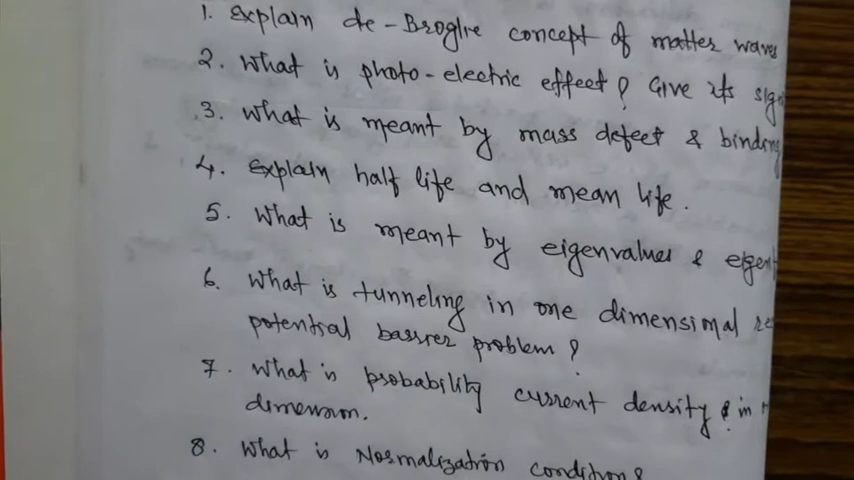 1. Explain de-Broglie concept of matter waves
2. What is photo-electric effect? Give its
3. What is meant by mass defect & binding
4. Explain half life and mean life.
5. What is meant by eigenvalues &
6. What is tunneling in one dimensional
potential barrier problem?
7. What is probability current density & in
dimension.
8. What is Normalization condition?